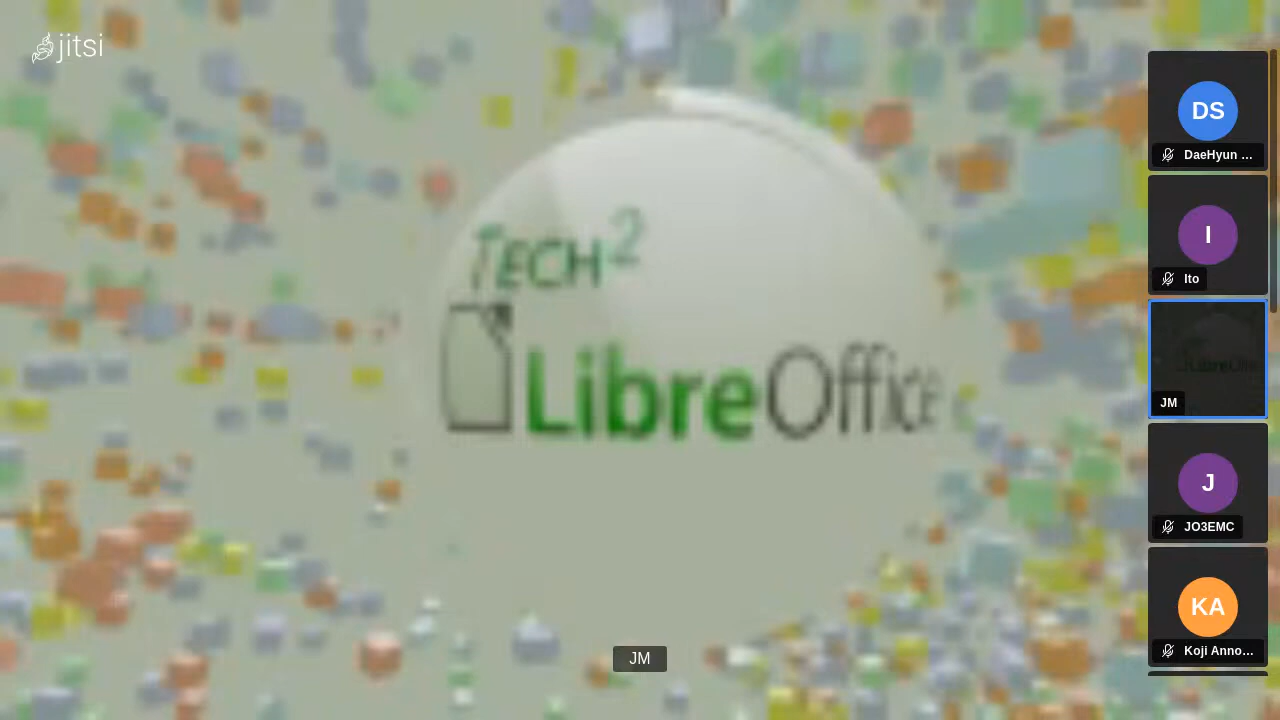 jitsi
TECH²
LibreOffice
JM
DS
DaeHyun ...
I
Ito
JM
J
JO3EMC
KA
Koji Anno...